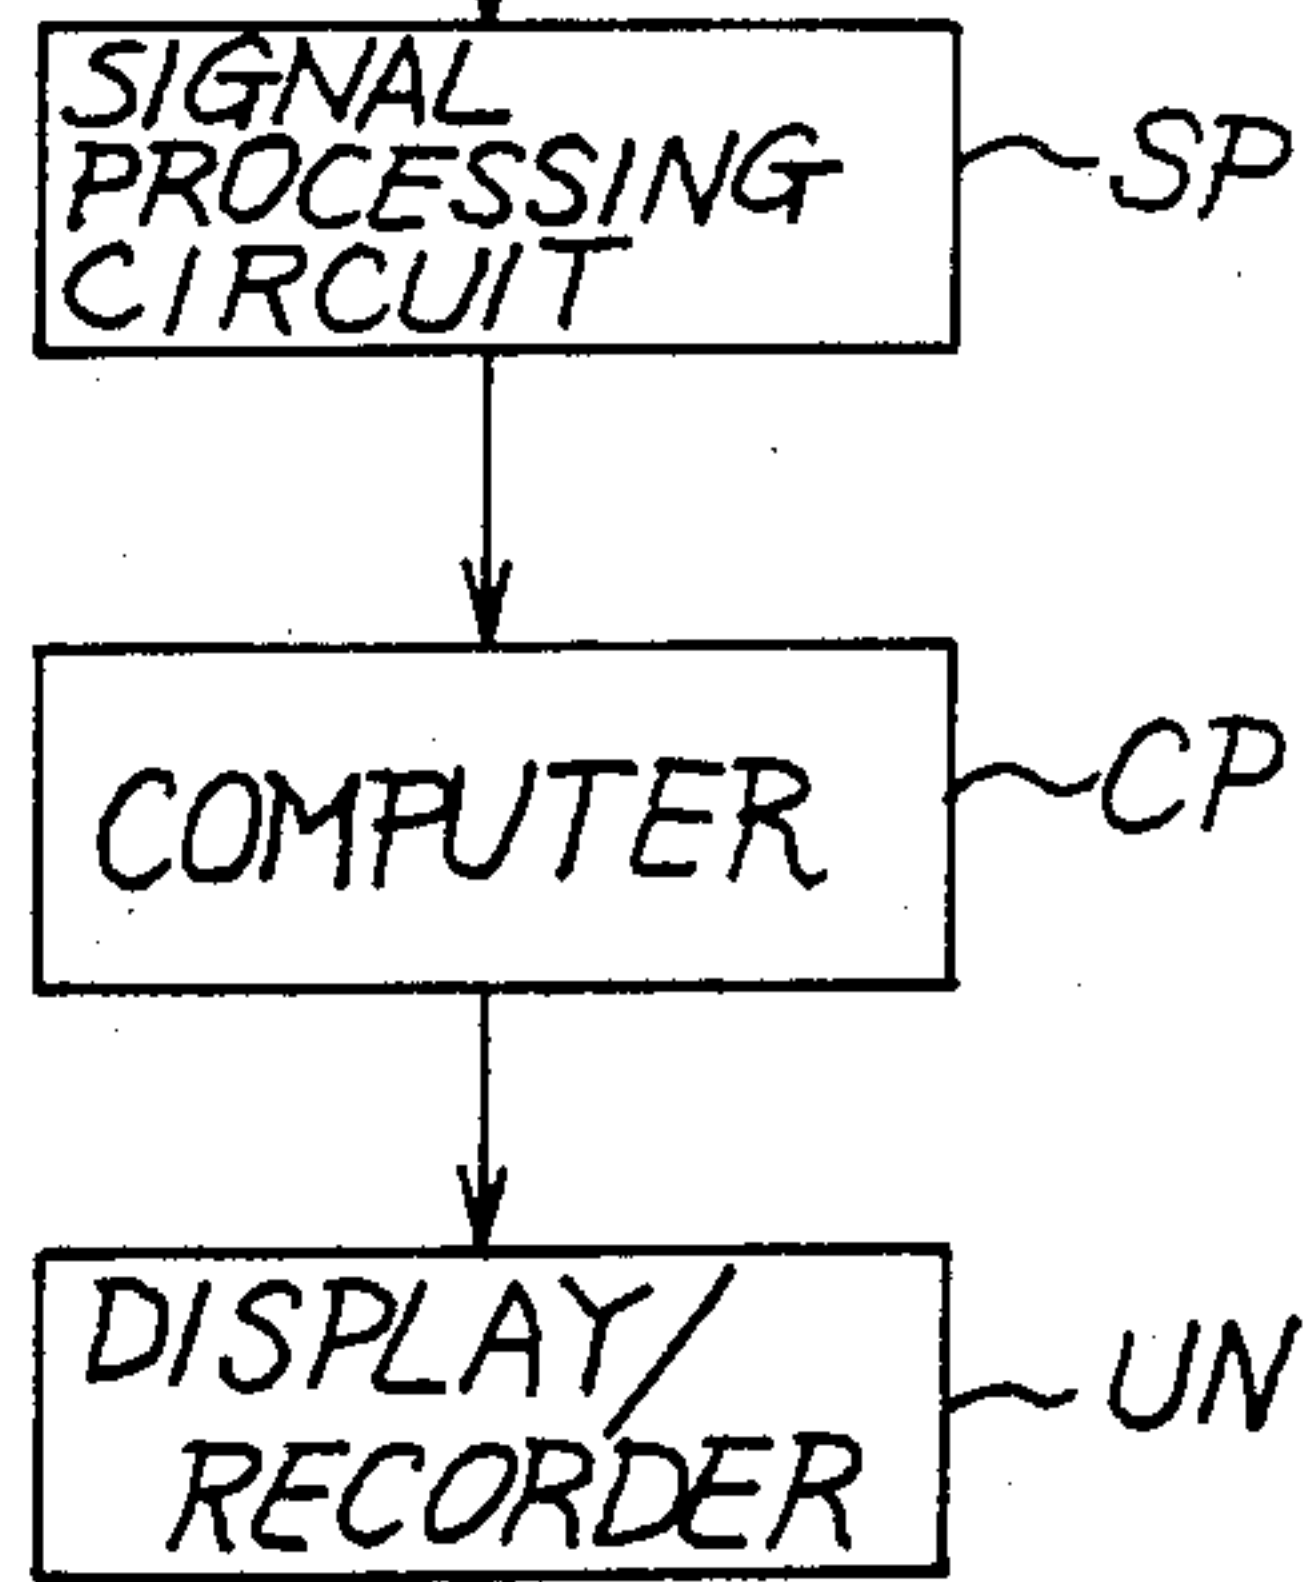 SIGNAL
PROCESSING
CIRCUIT
SP
COMPUTER
CP
DISPLAY/
RECORDER
UN